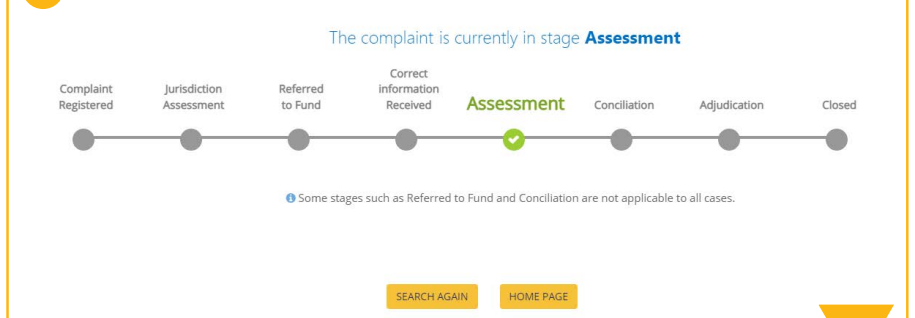 The complaint is currently in stage Assessment
Complaint
Registered
Jurisdiction
Assessment
Referred
to Fund
Correct
information
Received
Assessment
Conciliation
Adjudication
Closed
Some stages such as Referred to Fund and Conciliation are not applicable to all cases.
SEARCH AGAIN
HOME PAGE